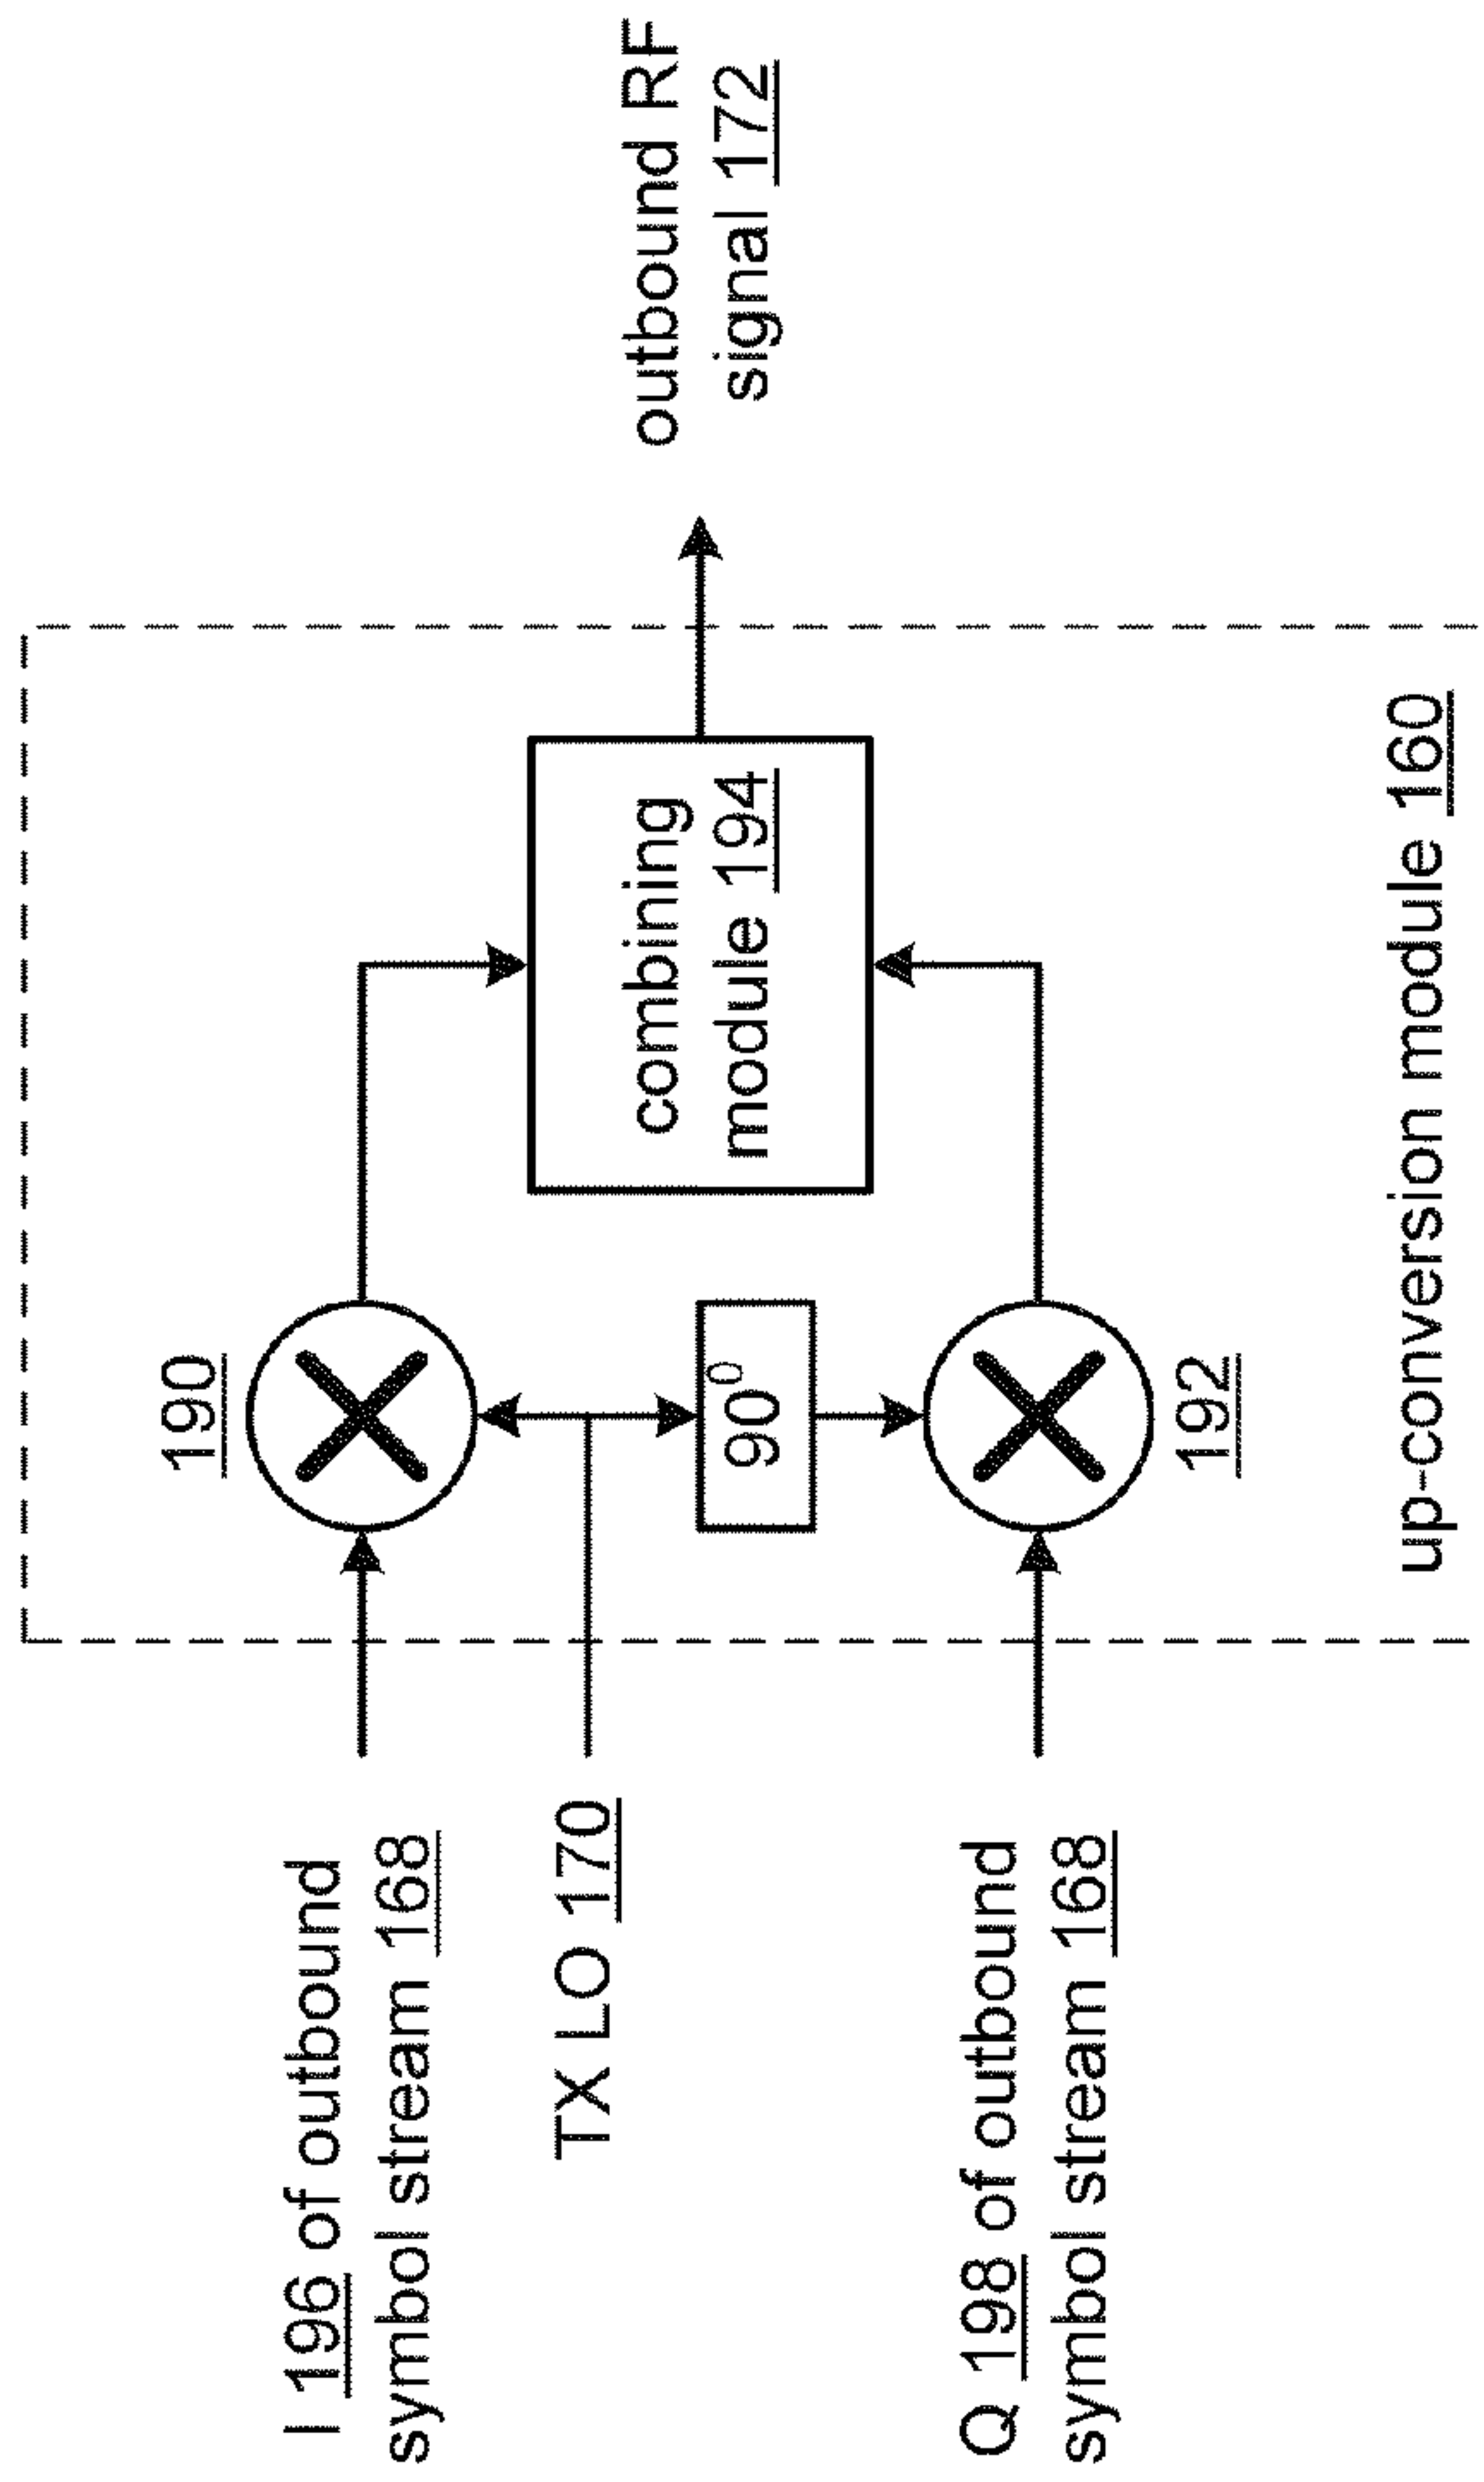 I 196 of outbound
symbol stream 168
TX LO 170
Q 198 of outbound
symbol stream 168
190
90⁰
192
combining
module 194
up-conversion module 160
outbound RF
signal 172